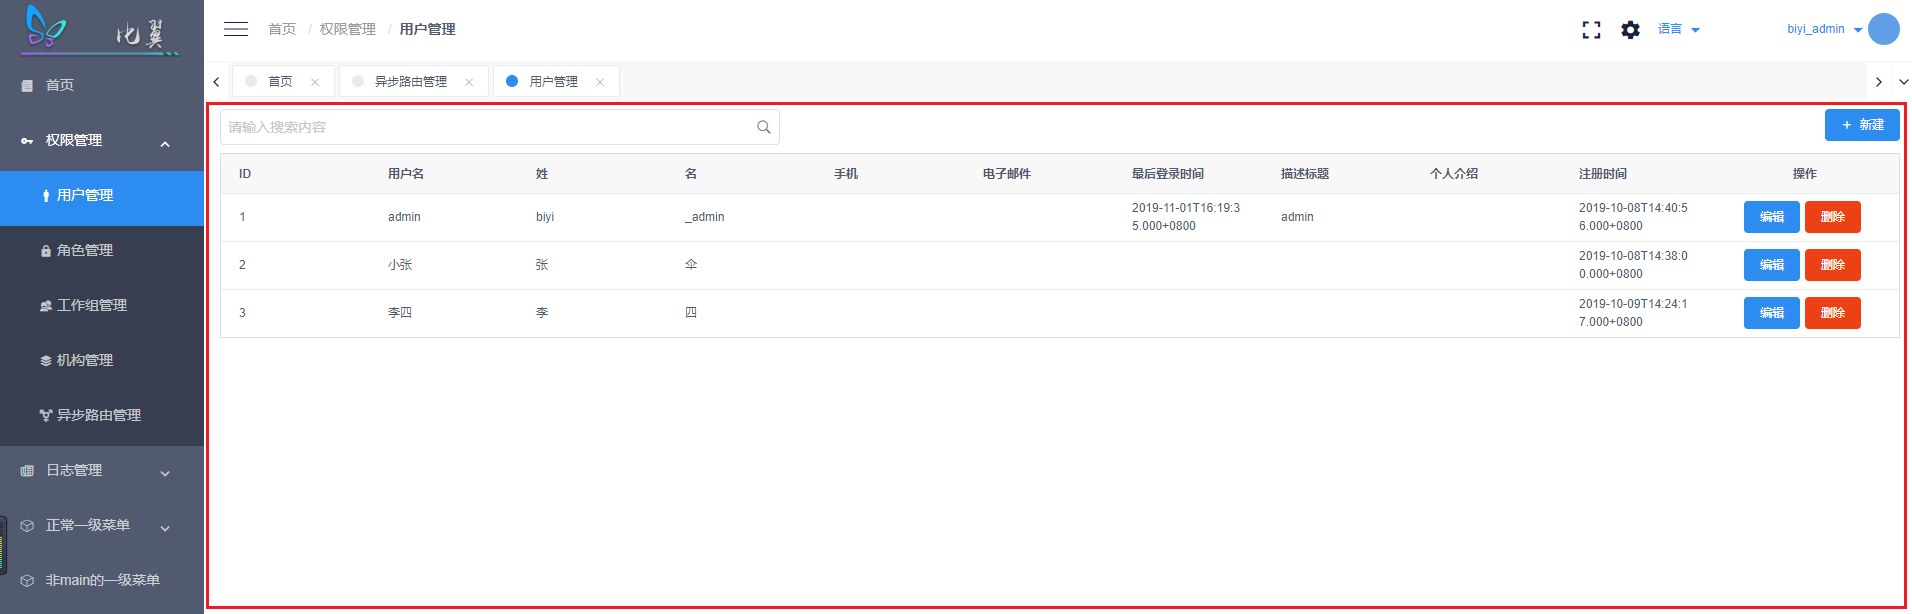 比翼
首页
权限管理
用户管理
角色管理
工作组管理
机构管理
异步路由管理
日志管理
正常一级菜单
非main的一级菜单
首页 / 权限管理 / 用户管理
语言
biyi_admin
首页 ×
异步路由管理 ×
用户管理 ×
请输入搜索内容
+ 新建
ID 用户名 姓 名 手机 电子邮件 最后登录时间 描述标题 个人介绍 注册时间 操作
1 admin biyi _admin 2019-11-01T16:19:3 admin 2019-10-08T14:40:5 编辑 删除
5.000+0800 6.000+0800
2 小张 张 伞 2019-10-08T14:38:0 编辑 删除
0.000+0800
3 李四 李 四 2019-10-09T14:24:1 编辑 删除
7.000+0800